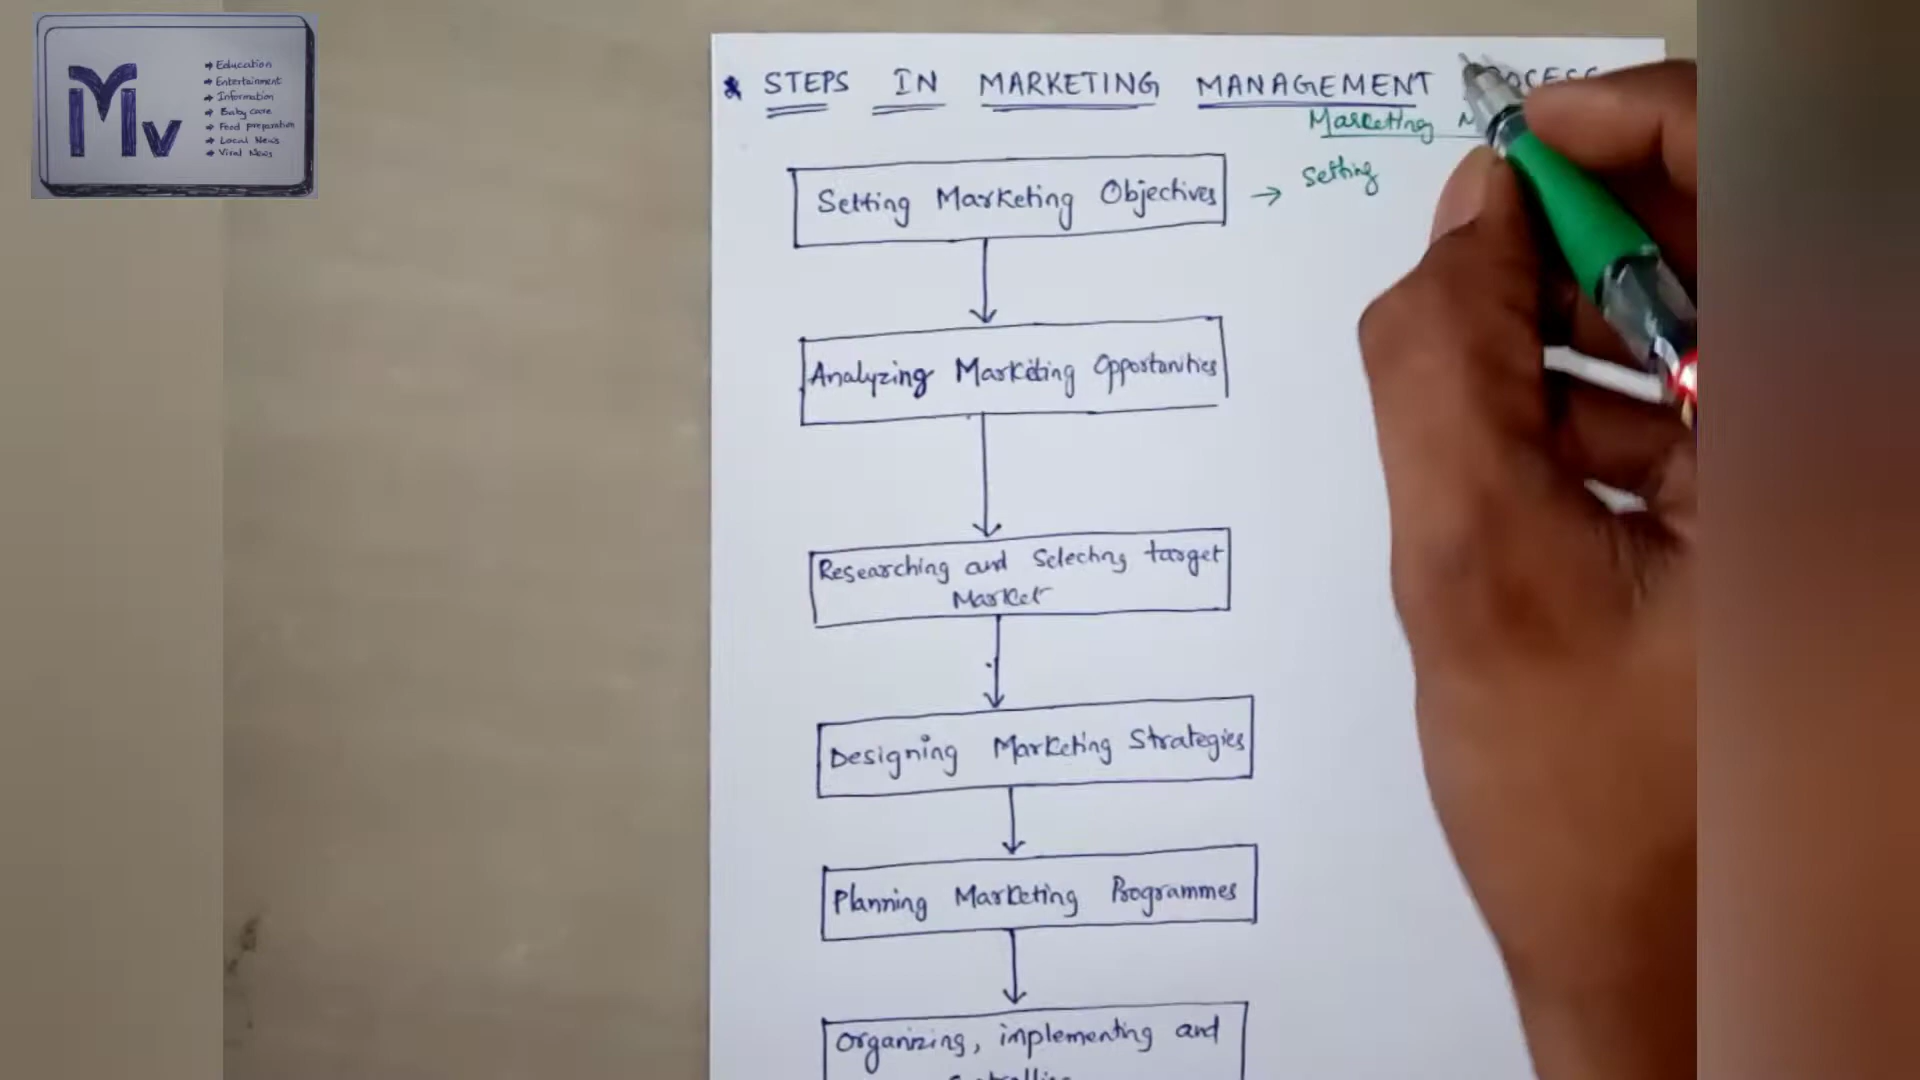 MV
→ Education
→ Entertainment
→ Information
→ Baby care
→ Food preparation
→ Local News
→ Viral News
* STEPS IN MARKETING MANAGEMENT
Marketing
Setting Marketing Objectives → Setting
Analyzing Marketing Opportunities
Researching and Selecting target
Market
Designing Marketing Strategies
Planning Marketing Programmes
Organizing, implementing and